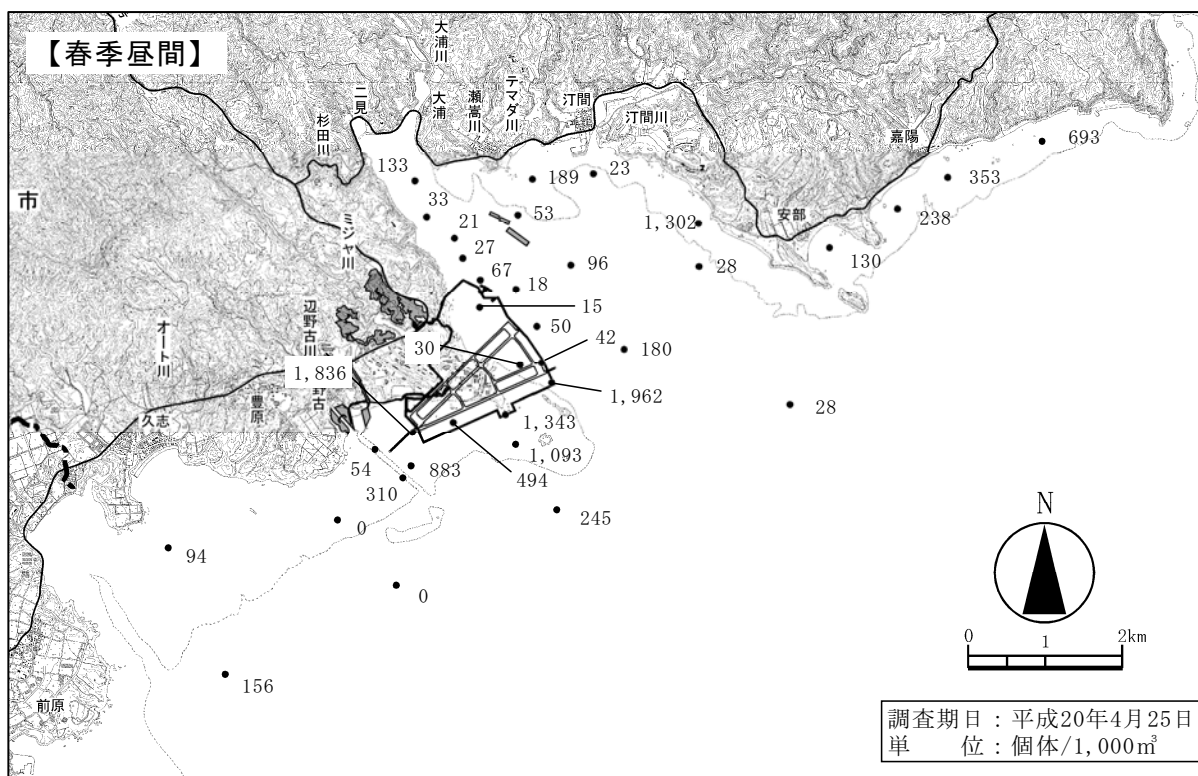 【春季昼間】
大浦川
二見
大浦
瀬嵩川
テマダ川
汀間
汀間川
杉田川
嘉陽
693
133
189
23
353
市
33
53
238
21
1,302
安部
ミジャ川
27
96
130
67
28
18
15
辺野古川
50
オート川
42
30
180
1,836
野古
1,962
28
豊原
久志
1,343
1,093
54
883
494
310
245
0
N
94
0
0
1
2km
156
前原
調査期日：平成20年4月25日
単　　位：個体/1,000㎥